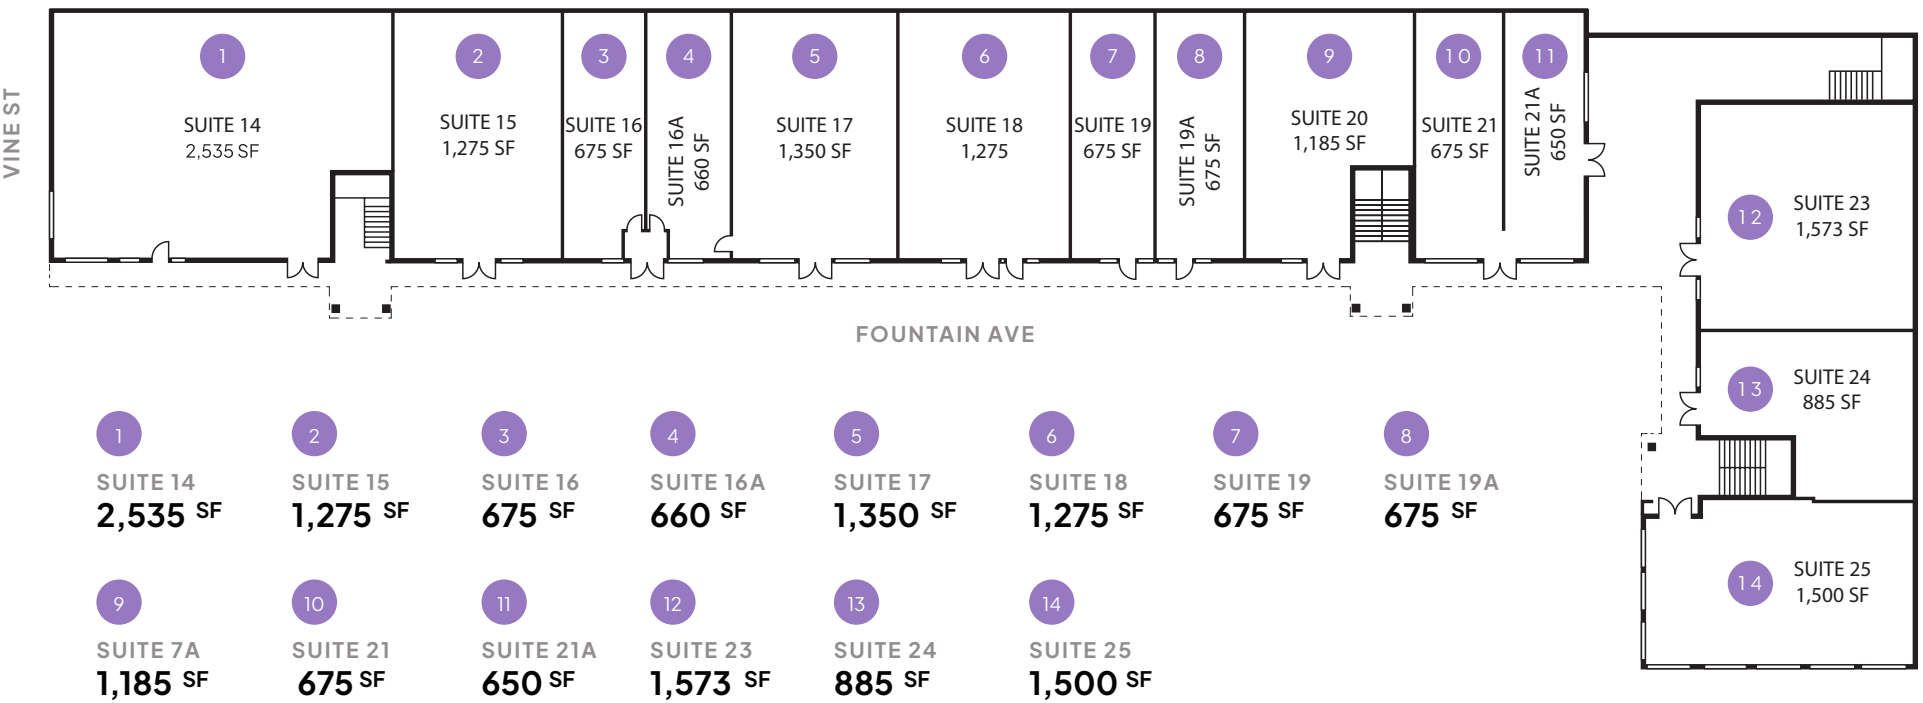 VINE ST
1
SUITE 14
2,535 SF
2
SUITE 15
1,275 SF
3
SUITE 16
675 SF
4
SUITE 16A
660 SF
5
SUITE 17
1,350 SF
6
SUITE 18
1,275
7
SUITE 19
675 SF
8
SUITE 19A
675 SF
9
SUITE 20
1,185 SF
10
SUITE 21
675 SF
11
SUITE 21A
650 SF
12
SUITE 23
1,573 SF
13
SUITE 24
885 SF
14
SUITE 25
1,500 SF
FOUNTAIN AVE
1
SUITE 14
2,535 SF
2
SUITE 15
1,275 SF
3
SUITE 16
675 SF
4
SUITE 16A
660 SF
5
SUITE 17
1,350 SF
6
SUITE 18
1,275 SF
7
SUITE 19
675 SF
8
SUITE 19A
675 SF
9
SUITE 7A
1,185 SF
10
SUITE 21
675 SF
11
SUITE 21A
650 SF
12
SUITE 23
1,573 SF
13
SUITE 24
885 SF
14
SUITE 25
1,500 SF